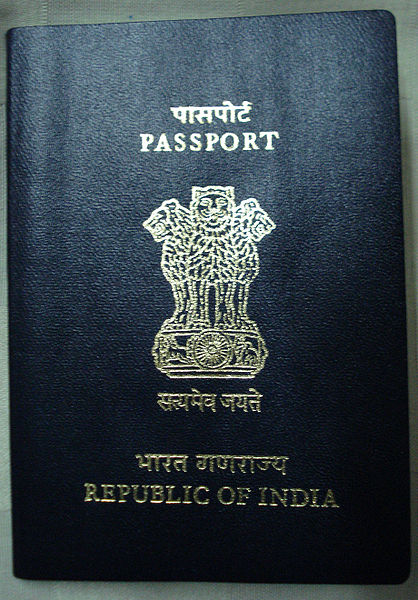 पासपोर्ट
PASSPORT
सत्यमेव जयते
भारत गणराज्य
REPUBLIC OF INDIA